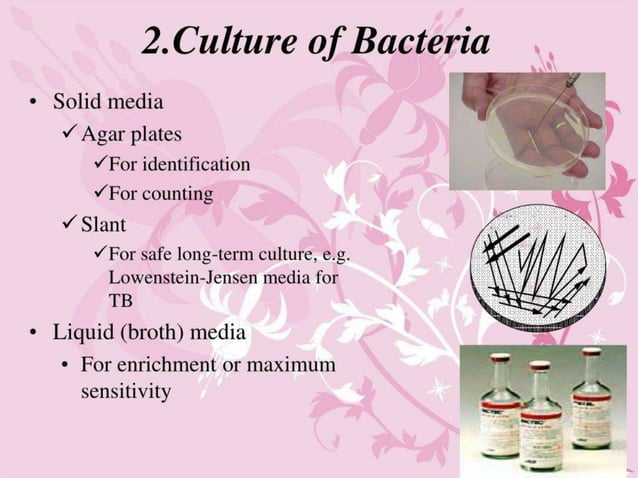 2.Culture of Bacteria
• Solid media
✓Agar plates
✓For identification
✓For counting
✓Slant
✓For safe long-term culture, e.g.
Lowenstein-Jensen media for
TB
• Liquid (broth) media
• For enrichment or maximum
sensitivity